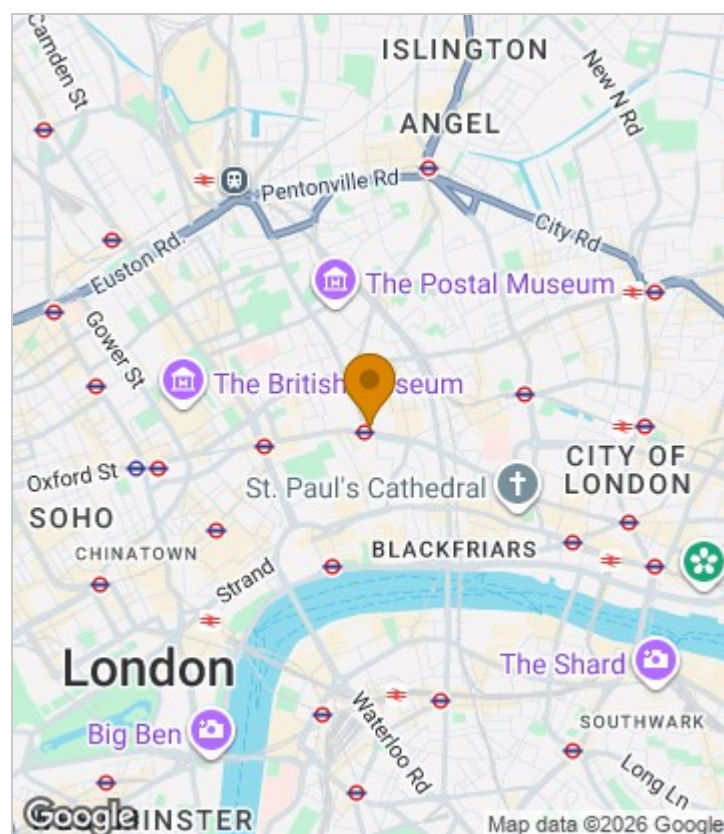 Camden St
ISLINGTON
New N Rd
ANGEL
Pentonville Rd
City Rd
Euston Rd.
The Postal Museum
Gower St
The British
seum
Oxford St
St. Paul's Cathedral
CITY OF
LONDON
SOHO
CHINATOWN
BLACKFRIARS
Strand
London
The Shard
Big Ben
Waterloo Rd
SOUTHWARK
Long Ln
Google
MINSTER
Map data ©2026 Google